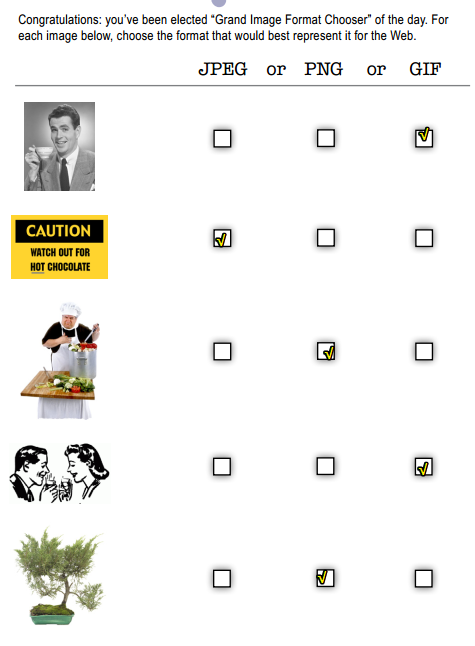 Congratulations: you’ve been elected “Grand Image Format Chooser” of the day. For
each image below, choose the format that would best represent it for the Web.
JPEG or PNG or GIF
CAUTION
WATCH OUT FOR
HOT CHOCOLATE